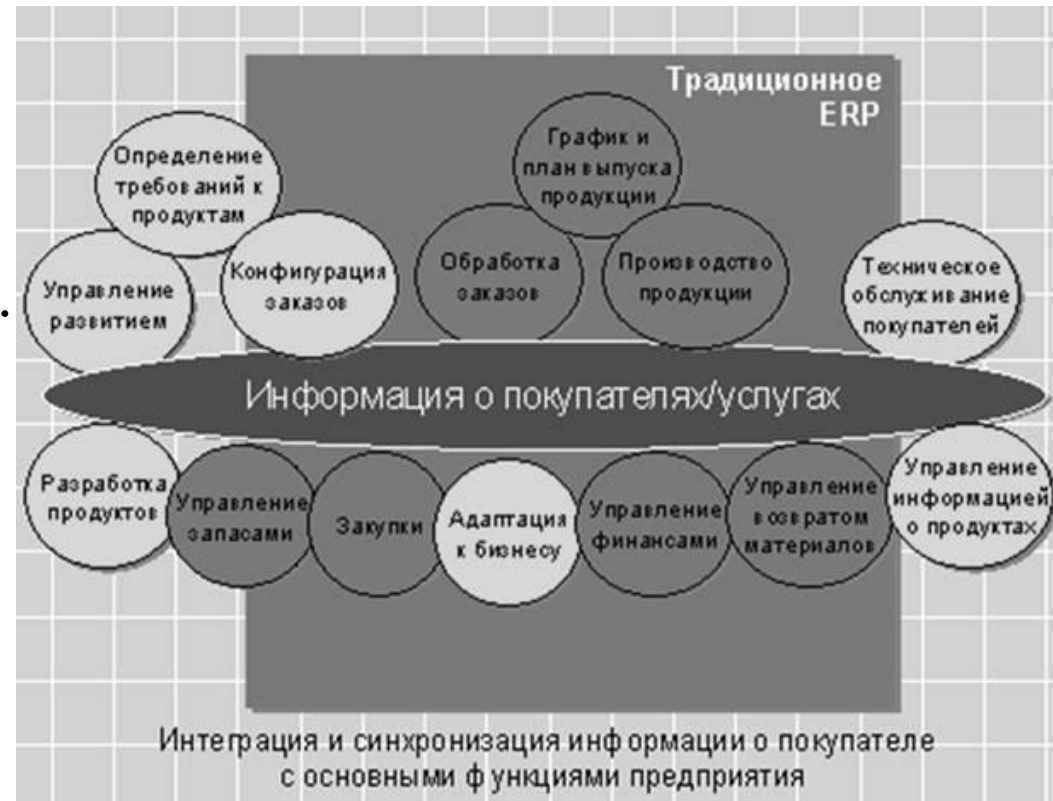 Традиционное
ERP
Определение
требований к
продуктам
График и
план выпуска
продукции
Управление
развитием
Конфигурация
заказов
Обработка
заказов
Производство
продукции
Техническое
обслуживание
покупателей
Информация о покупателях/услугах
Разработка
продуктов
Управление
запасами
Закупки
Адаптация
к бизнесу
Управление
финансами
Управление
возвратом
материалов
Управление
информацией
о продуктах
Интеграция и синхронизация информации о покупателе
с основными функциями предприятия